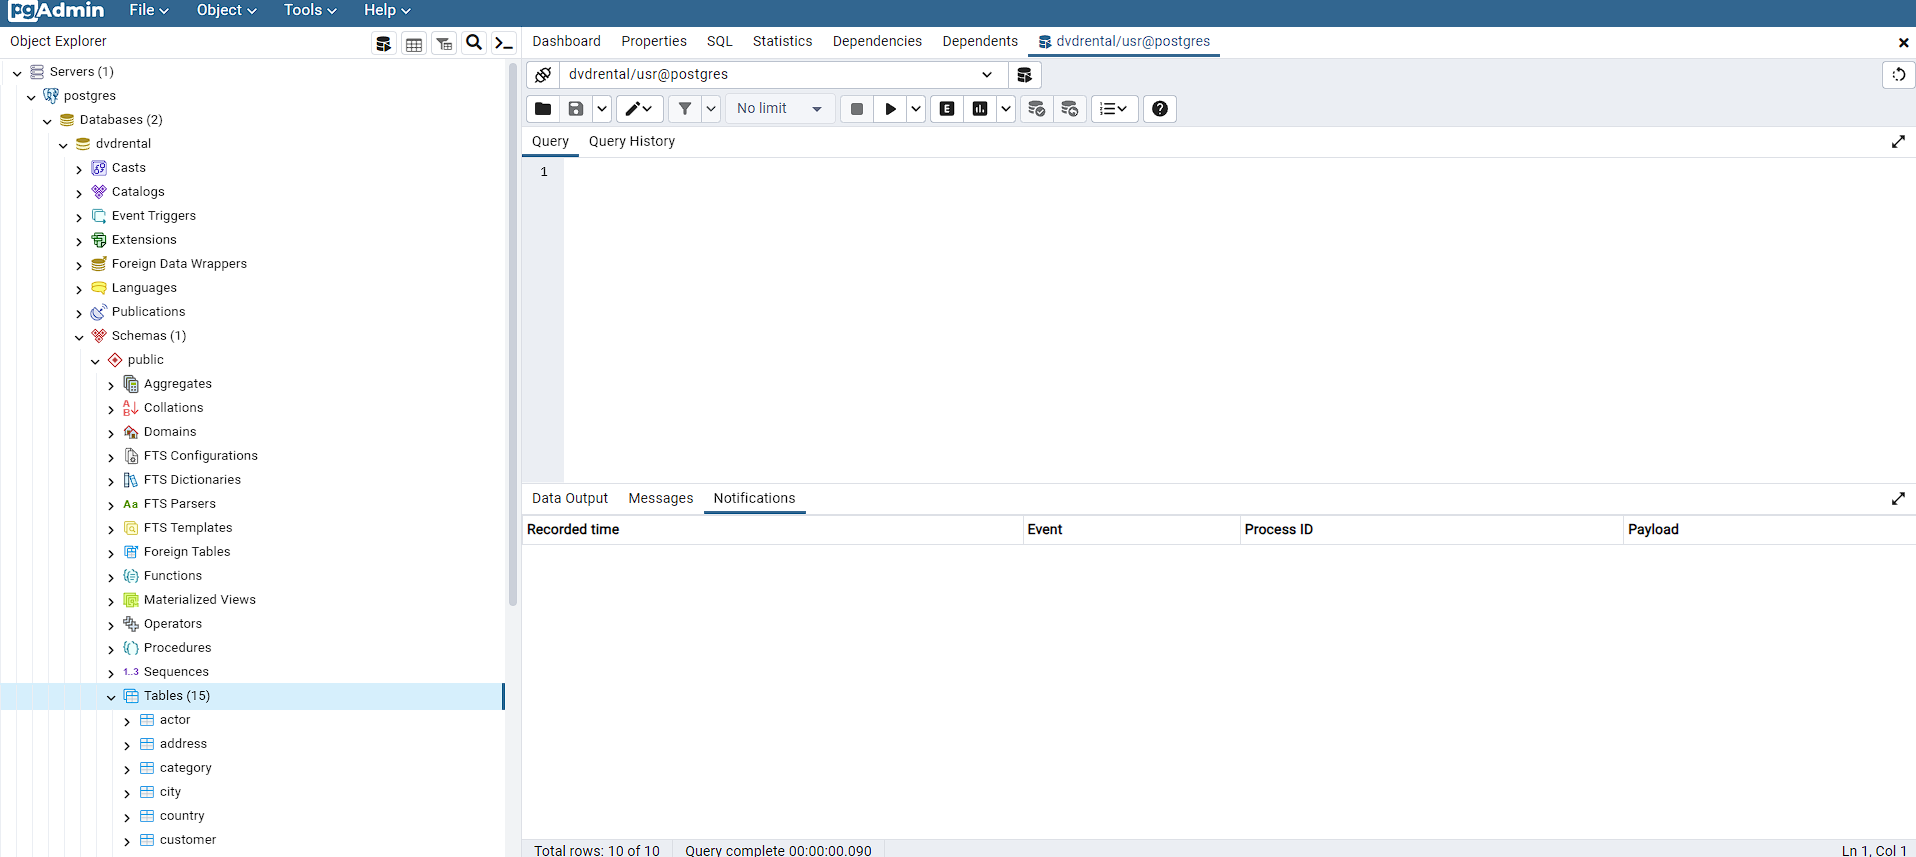 pgAdmin File Object Tools Help
Object Explorer
Dashboard Properties SQL Statistics Dependencies Dependents dvdrental/usr@postgres
Servers (1)
dvdrental/usr@postgres
postgres
No limit E
Databases (2)
dvdrental
Query Query History
Casts
1
Catalogs
Event Triggers
Extensions
Foreign Data Wrappers
Languages
Publications
Schemas (1)
public
Aggregates
Collations
Domains
FTS Configurations
FTS Dictionaries
Aa FTS Parsers
FTS Templates
Foreign Tables
Functions
Materialized Views
Operators
Procedures
1..3 Sequences
Tables (15)
actor
address
category
city
country
customer
Data Output Messages Notifications
Recorded time Event Process ID Payload
Total rows: 10 of 10 Query complete 00:00:00.090 Ln 1, Col 1